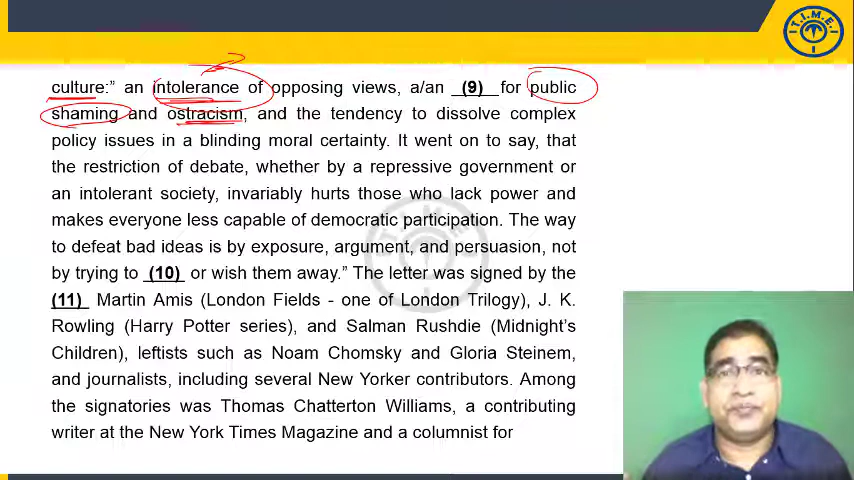 I.T.I.M.E.I
culture:” an intolerance of opposing views, a/an (9) for public
shaming and ostracism, and the tendency to dissolve complex
policy issues in a blinding moral certainty. It went on to say, that
the restriction of debate, whether by a repressive government or
an intolerant society, invariably hurts those who lack power and
makes everyone less capable of democratic participation. The way
to defeat bad ideas is by exposure, argument, and persuasion, not
by trying to (10) or wish them away.” The letter was signed by the
(11) Martin Amis (London Fields - one of London Trilogy), J. K.
Rowling (Harry Potter series), and Salman Rushdie (Midnight’s
Children), leftists such as Noam Chomsky and Gloria Steinem,
and journalists, including several New Yorker contributors. Among
the signatories was Thomas Chatterton Williams, a contributing
writer at the New York Times Magazine and a columnist for